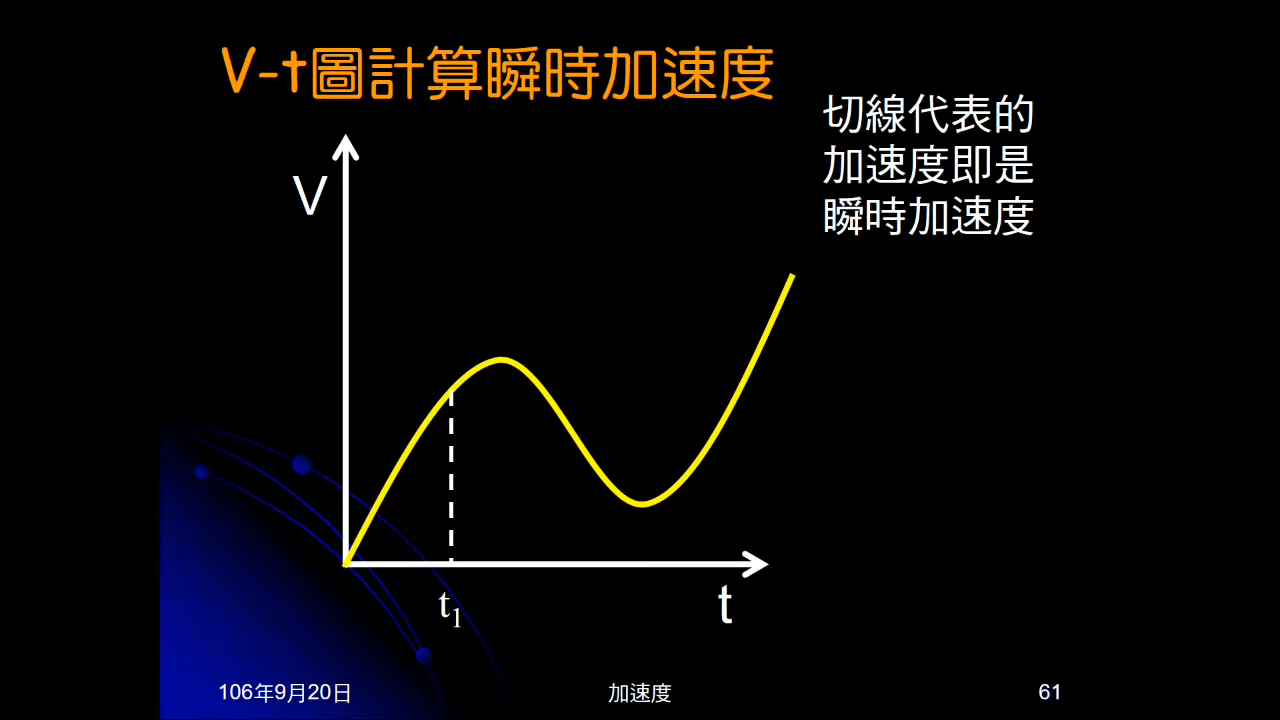 V-t圖計算瞬時加速度
切線代表的
加速度即是
瞬時加速度
V
t
t₁
106年9月20日
加速度
61